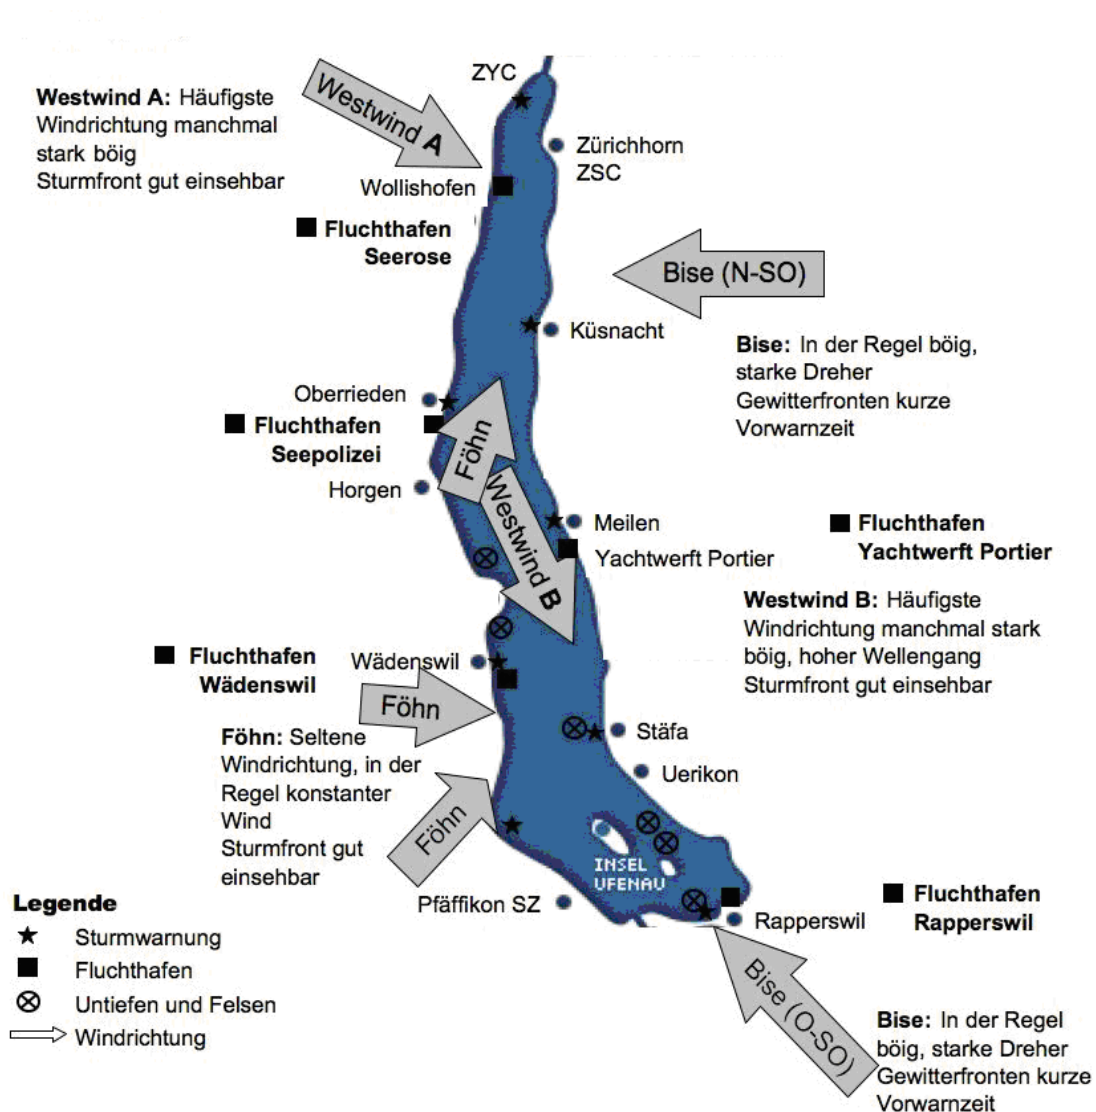 ZYC
Westwind A
Westwind A: Häufigste
Windrichtung manchmal
stark böig
Sturmfront gut einsehbar
Zürichhorn
ZSC
Wollishofen
Fluchthafen
Seerose
Bise (N-SO)
Küsnacht
Bise: In der Regel böig,
starke Dreher
Gewitterfronten kurze
Vorwarnzeit
Oberrieden
Fluchthafen
Seepolizei
Föhn
Horgen
Westwind B
Meilen
Yachtwerft Portier
Fluchthafen
Yachtwerft Portier
Westwind B: Häufigste
Windrichtung manchmal stark
böig, hoher Wellengang
Sturmfront gut einsehbar
Fluchthafen
Wädenswil
Wädenswil
Föhn
Föhn: Seltene
Windrichtung, in der
Regel konstanter
Wind
Sturmfront gut
einsehbar
Stäfa
Uerikon
Föhn
INSEL
UFENAU
Pfäffikon SZ
Rapperswil
Fluchthafen
Rapperswil
Legende
Sturmwarnung
Fluchthafen
Untiefen und Felsen
Windrichtung
Bise (O-SO)
Bise: In der Regel
böig, starke Dreher
Gewitterfronten kurze
Vorwarnzeit